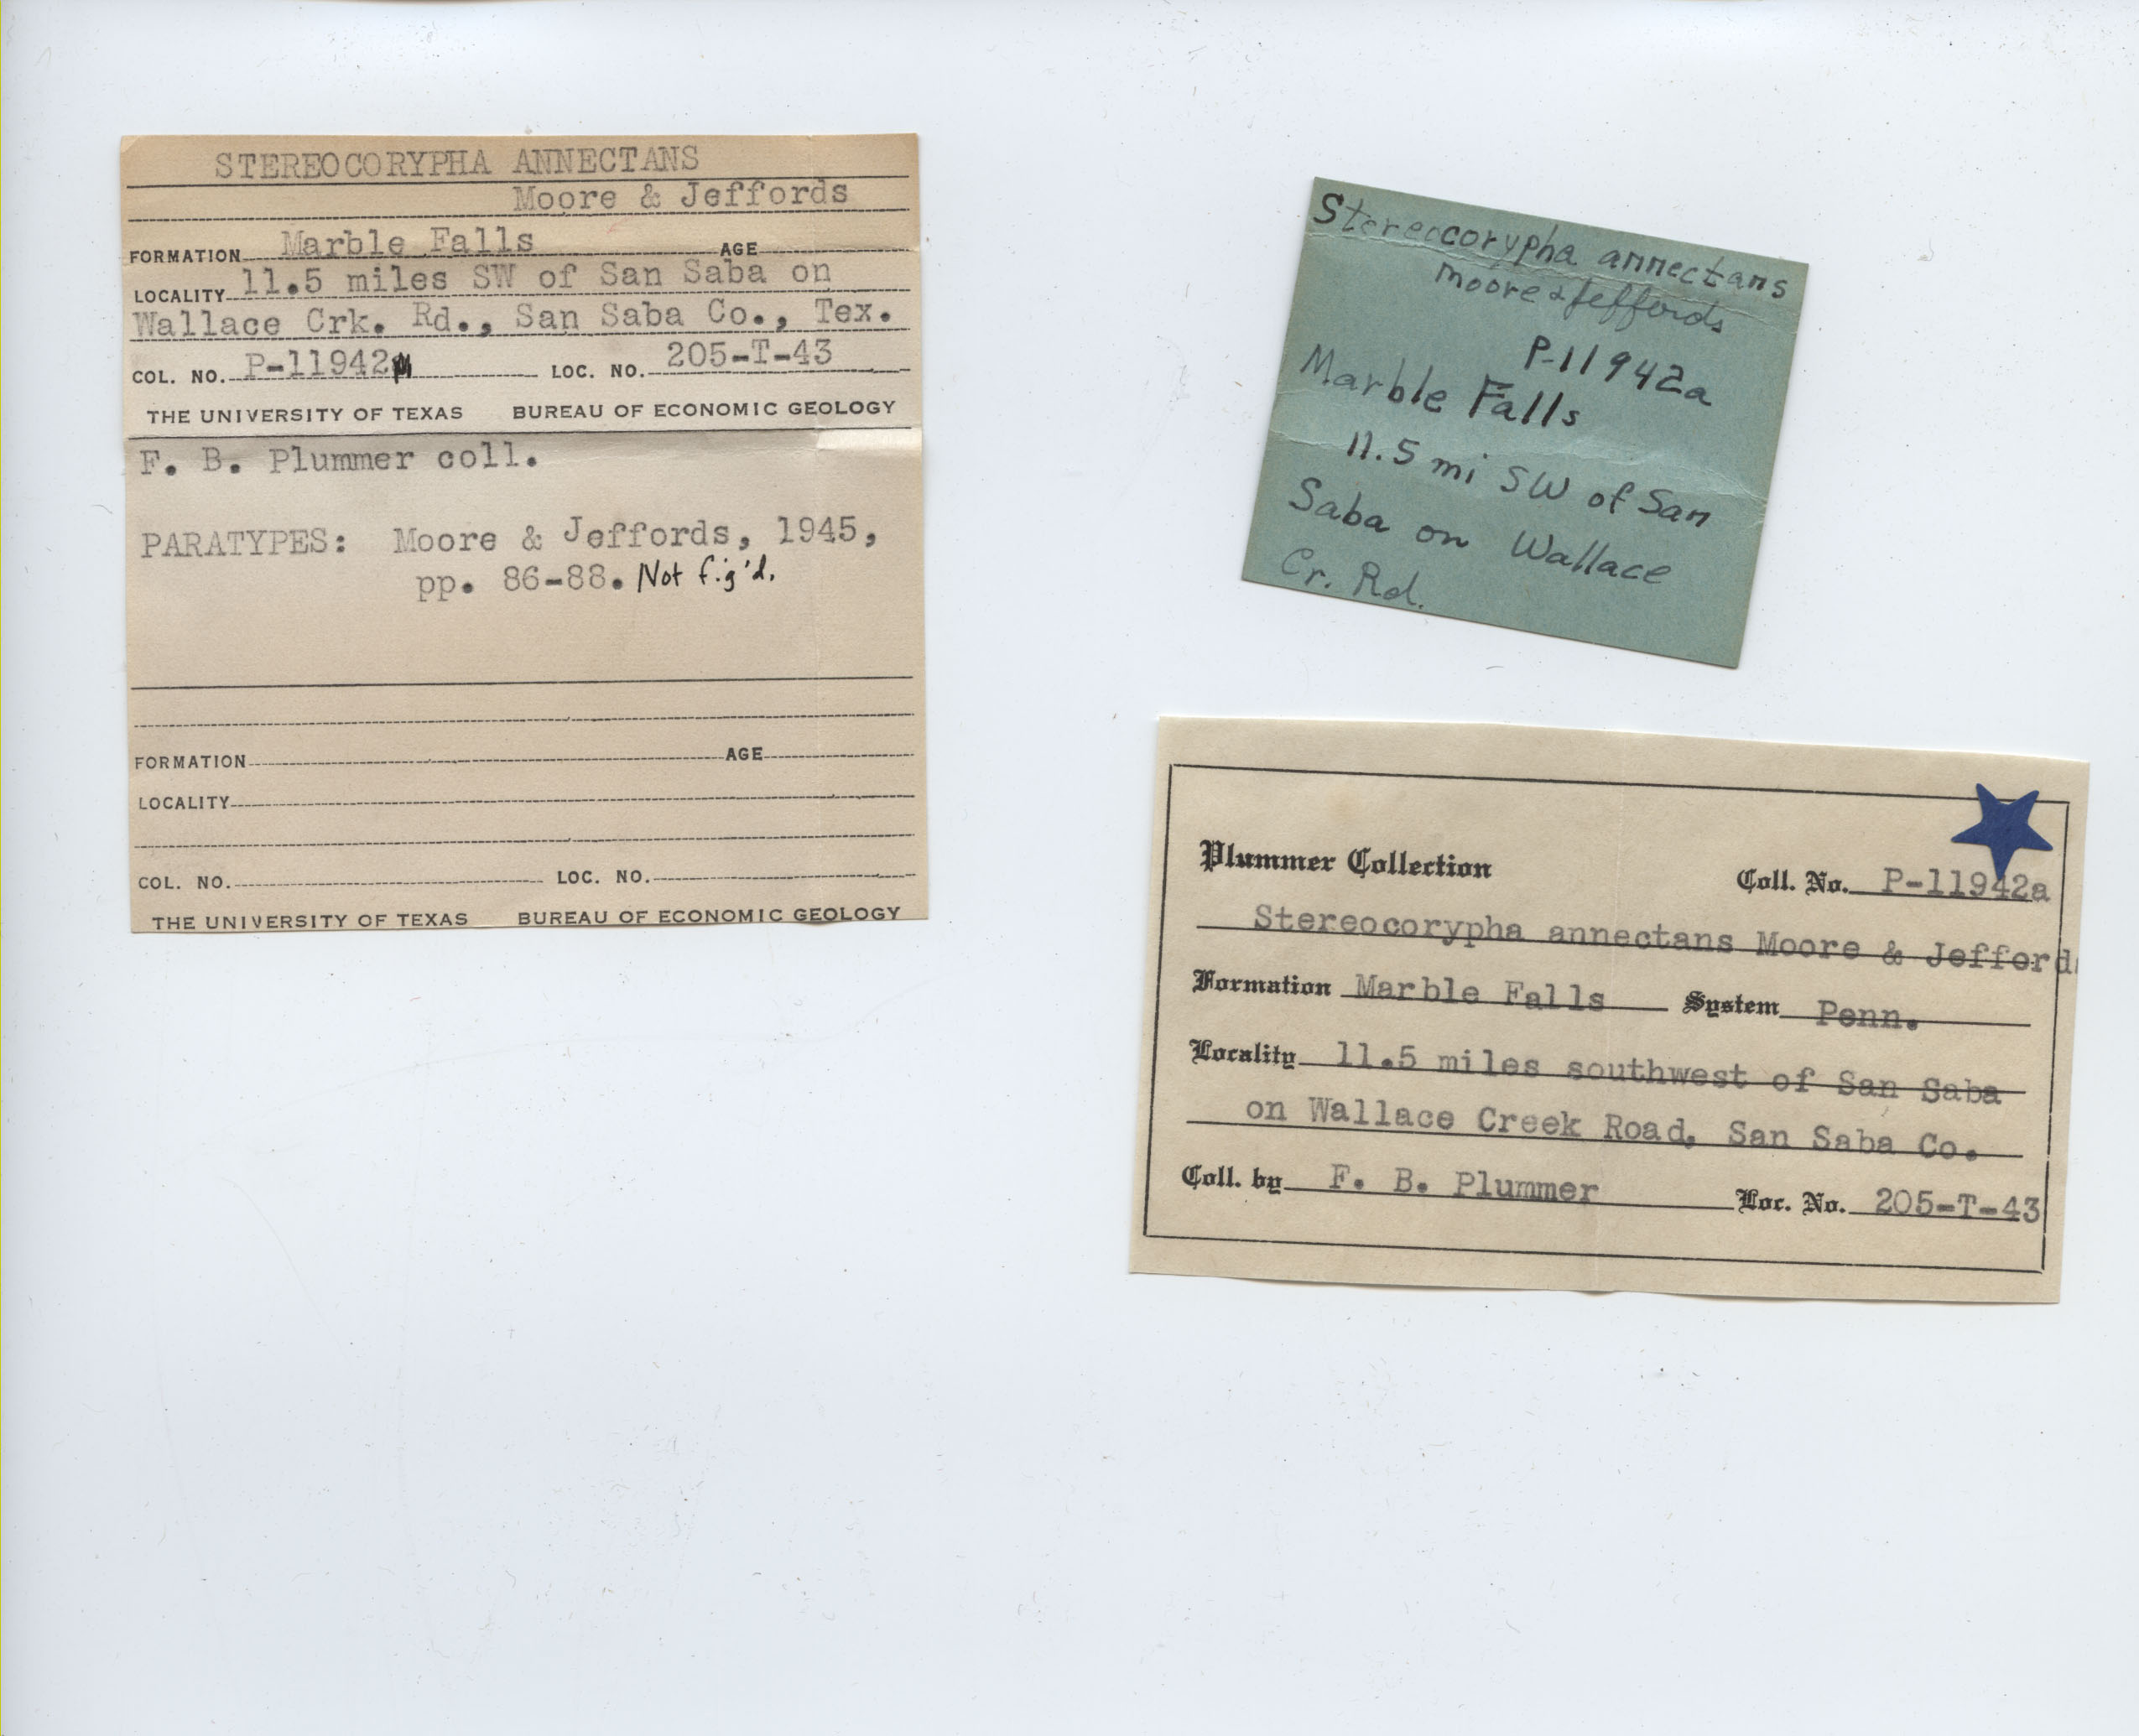 STEREOCORYPHA ANNECTANS
Moore & Jeffords
FORMATION Marble Falls AGE
LOCALITY 11.5 miles SW of San Saba on
Wallace Crk. Rd., San Saba Co., Tex.
COL. NO. P-11942 LOC. NO. 205-T-43
THE UNIVERSITY OF TEXAS BUREAU OF ECONOMIC GEOLOGY
F. B. Plummer coll.
PARATYPES: Moore & Jeffords, 1945,
pp. 86-88. Not fig'd.
FORMATION AGE
LOCALITY
COL. NO. LOC. NO.
THE UNIVERSITY OF TEXAS BUREAU OF ECONOMIC GEOLOGY
Stereocorypha annectans
Moore & Jeffords
P-11942a
Marble Falls
11.5 mi SW of San
Saba on Wallace
Cr. Rd.
Plummer Collection Coll. No. P-11942a
Stereocorypha annectans Moore & Jefford
Formation Marble Falls System Penn.
Locality 11.5 miles southwest of San Saba
on Wallace Creek Road, San Saba Co.
Coll. by F. B. Plummer Loc. No. 205-T-43